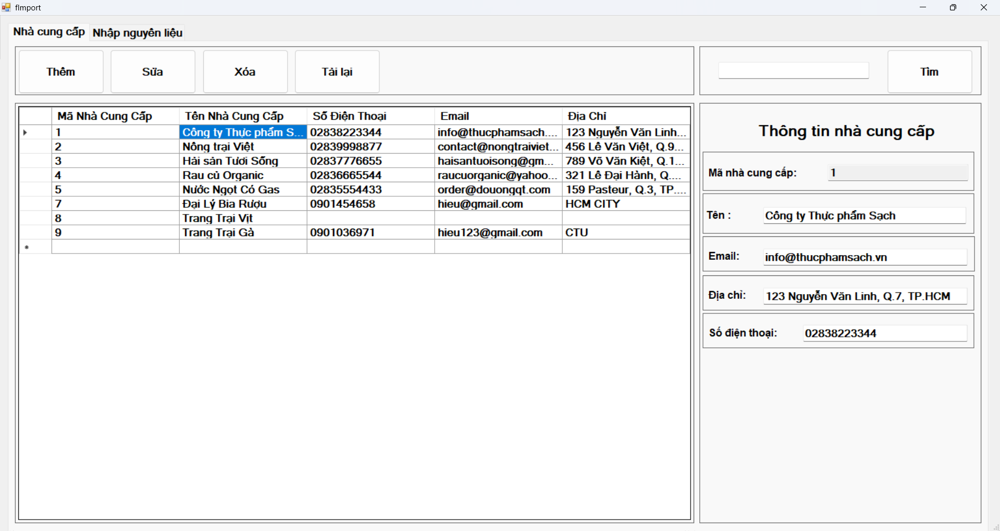 fImport
Nhà cung cấp Nhập nguyên liệu
Thêm Sửa Xóa Tải lại Tìm
Mã Nhà Cung Cấp Tên Nhà Cung Cấp Số Điện Thoại Email Địa Chỉ
1 Công ty Thực phẩm S... 02838223344 info@thucphamsach.... 123 Nguyễn Văn Linh...
2 Nông trại Việt 02839998877 contact@nongtraiviet... 456 Lê Văn Việt, Q.9...
3 Hải sản Tươi Sống 02837776655 haisantuoisong@gm... 789 Võ Văn Kiệt, Q.1...
4 Rau củ Organic 02836665544 raucuorganic@yahoo... 321 Lê Đại Hành, Q....
5 Nước Ngọt Có Gas 02835554433 order@douongqt.com 159 Pasteur, Q.3, TP....
7 Đại Lý Bia Rượu 0901454658 hieu@gmail.com HCM CITY
8 Trang Trại Vịt
9 Trang Trại Gà 0901036971 hieu123@gmail.com CTU
Thông tin nhà cung cấp
Mã nhà cung cấp: 1
Tên : Công ty Thực phẩm Sạch
Email: info@thucphamsach.vn
Địa chỉ: 123 Nguyễn Văn Linh, Q.7, TP.HCM
Số điện thoại: 02838223344